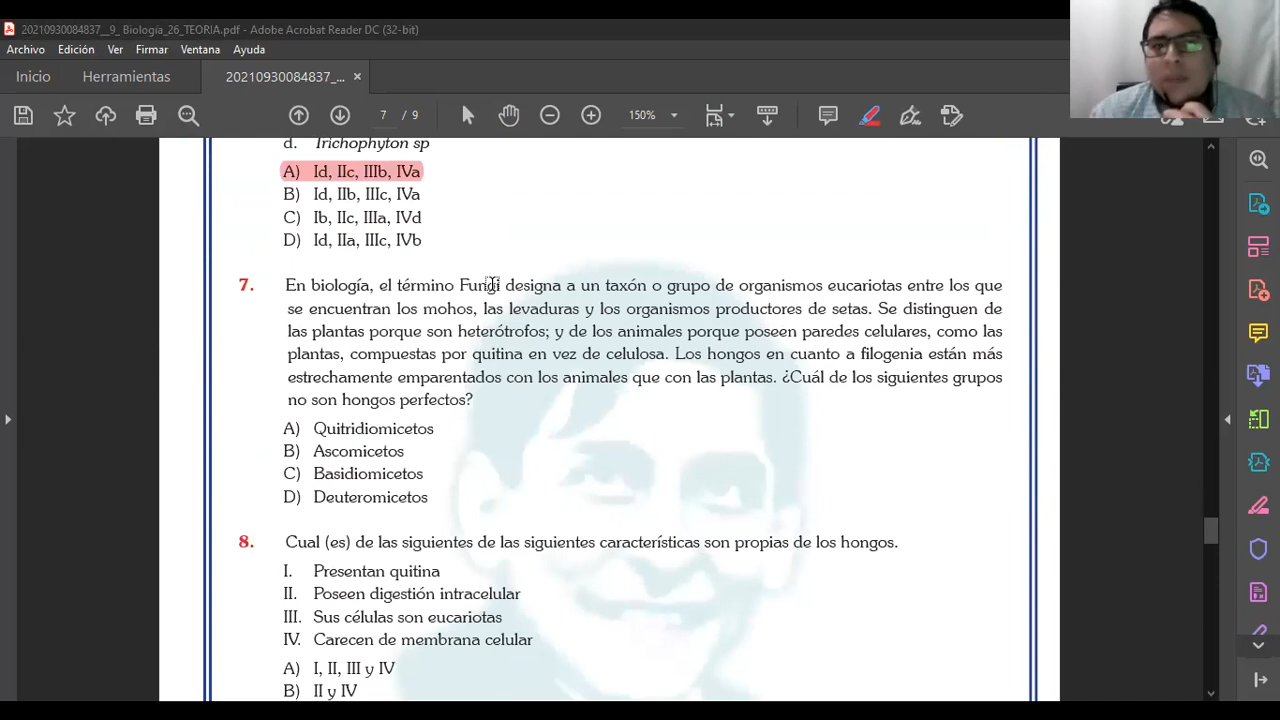 20210930084837__9_ Biología_26_TEORIA.pdf - Adobe Acrobat Reader DC (32-bit)
Archivo Edición Ver Firmar Ventana Ayuda
Inicio Herramientas 20210930084837_... ×
7 / 9 150%
d. Trichophyton sp
A) Id, IIc, IIIb, IVa
B) Id, IIb, IIIc, IVa
C) Ib, IIc, IIIa, IVd
D) Id, IIa, IIIc, IVb
7. En biología, el término Fungi designa a un taxón o grupo de organismos eucariotas entre los que
se encuentran los mohos, las levaduras y los organismos productores de setas. Se distinguen de
las plantas porque son heterótrofos; y de los animales porque poseen paredes celulares, como las
plantas, compuestas por quitina en vez de celulosa. Los hongos en cuanto a filogenia están más
estrechamente emparentados con los animales que con las plantas. ¿Cuál de los siguientes grupos
no son hongos perfectos?
A) Quitridiomicetos
B) Ascomicetos
C) Basidiomicetos
D) Deuteromicetos
8. Cual (es) de las siguientes de las siguientes características son propias de los hongos.
I. Presentan quitina
II. Poseen digestión intracelular
III. Sus células son eucariotas
IV. Carecen de membrana celular
A) I, II, III y IV
B) II y IV